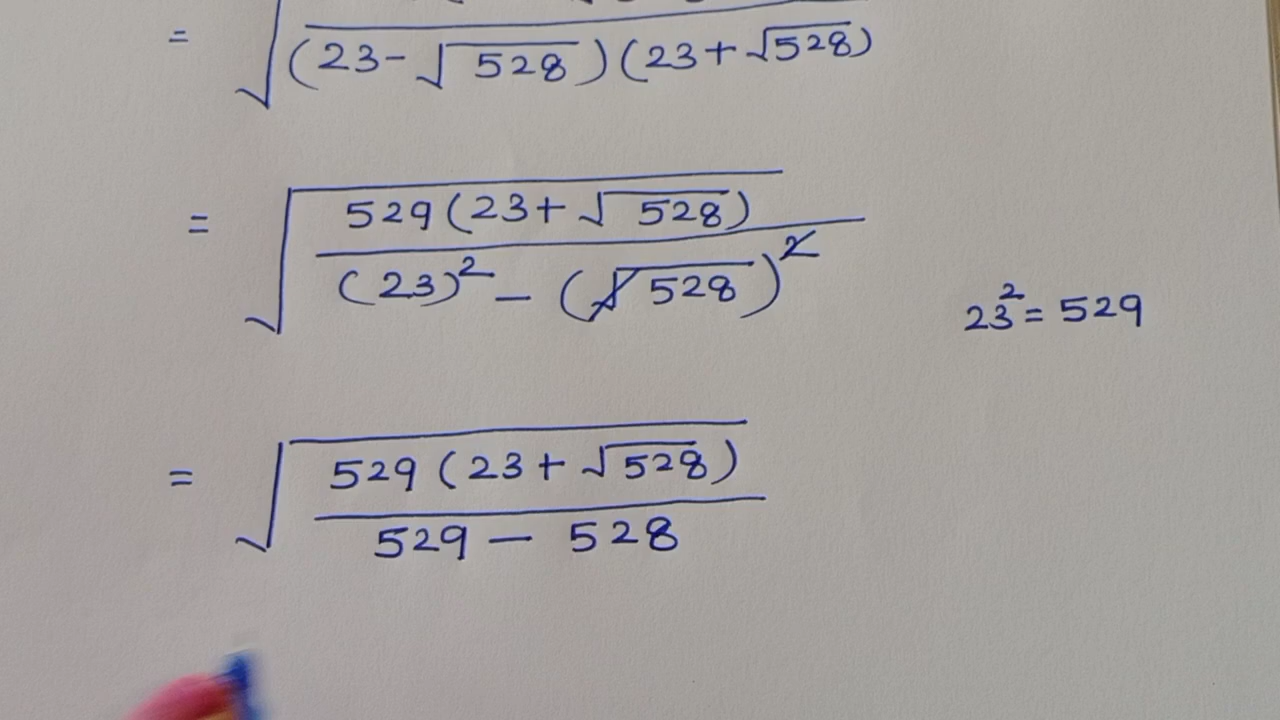 = √((23-√528)(23+√528))
= √(529(23+√528) / ((23)² - (√528)²))
23² = 529
= √(529(23+√528) / (529 - 528))